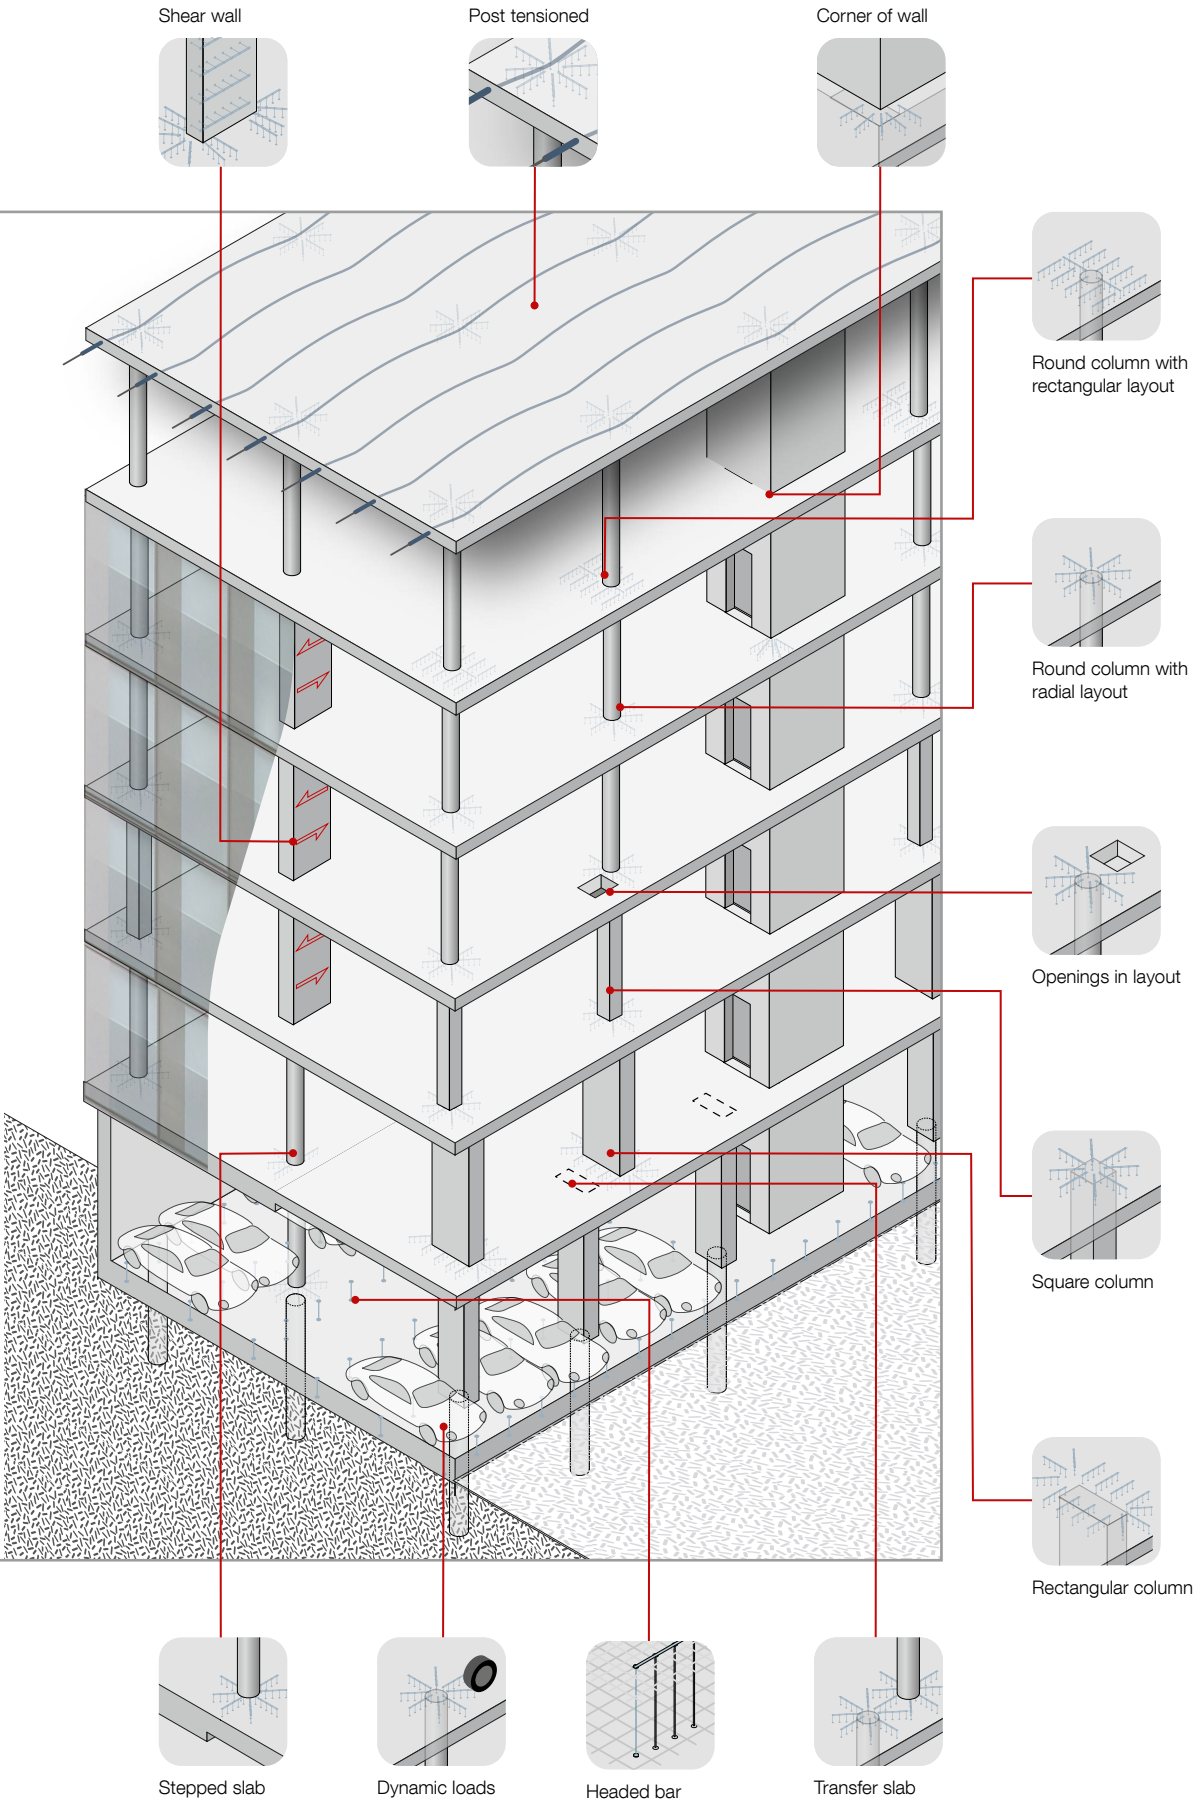 Shear wall
Post tensioned
Corner of wall
Round column with
rectangular layout
Round column with
radial layout
Openings in layout
Square column
Rectangular column
Stepped slab
Dynamic loads
Headed bar
Transfer slab